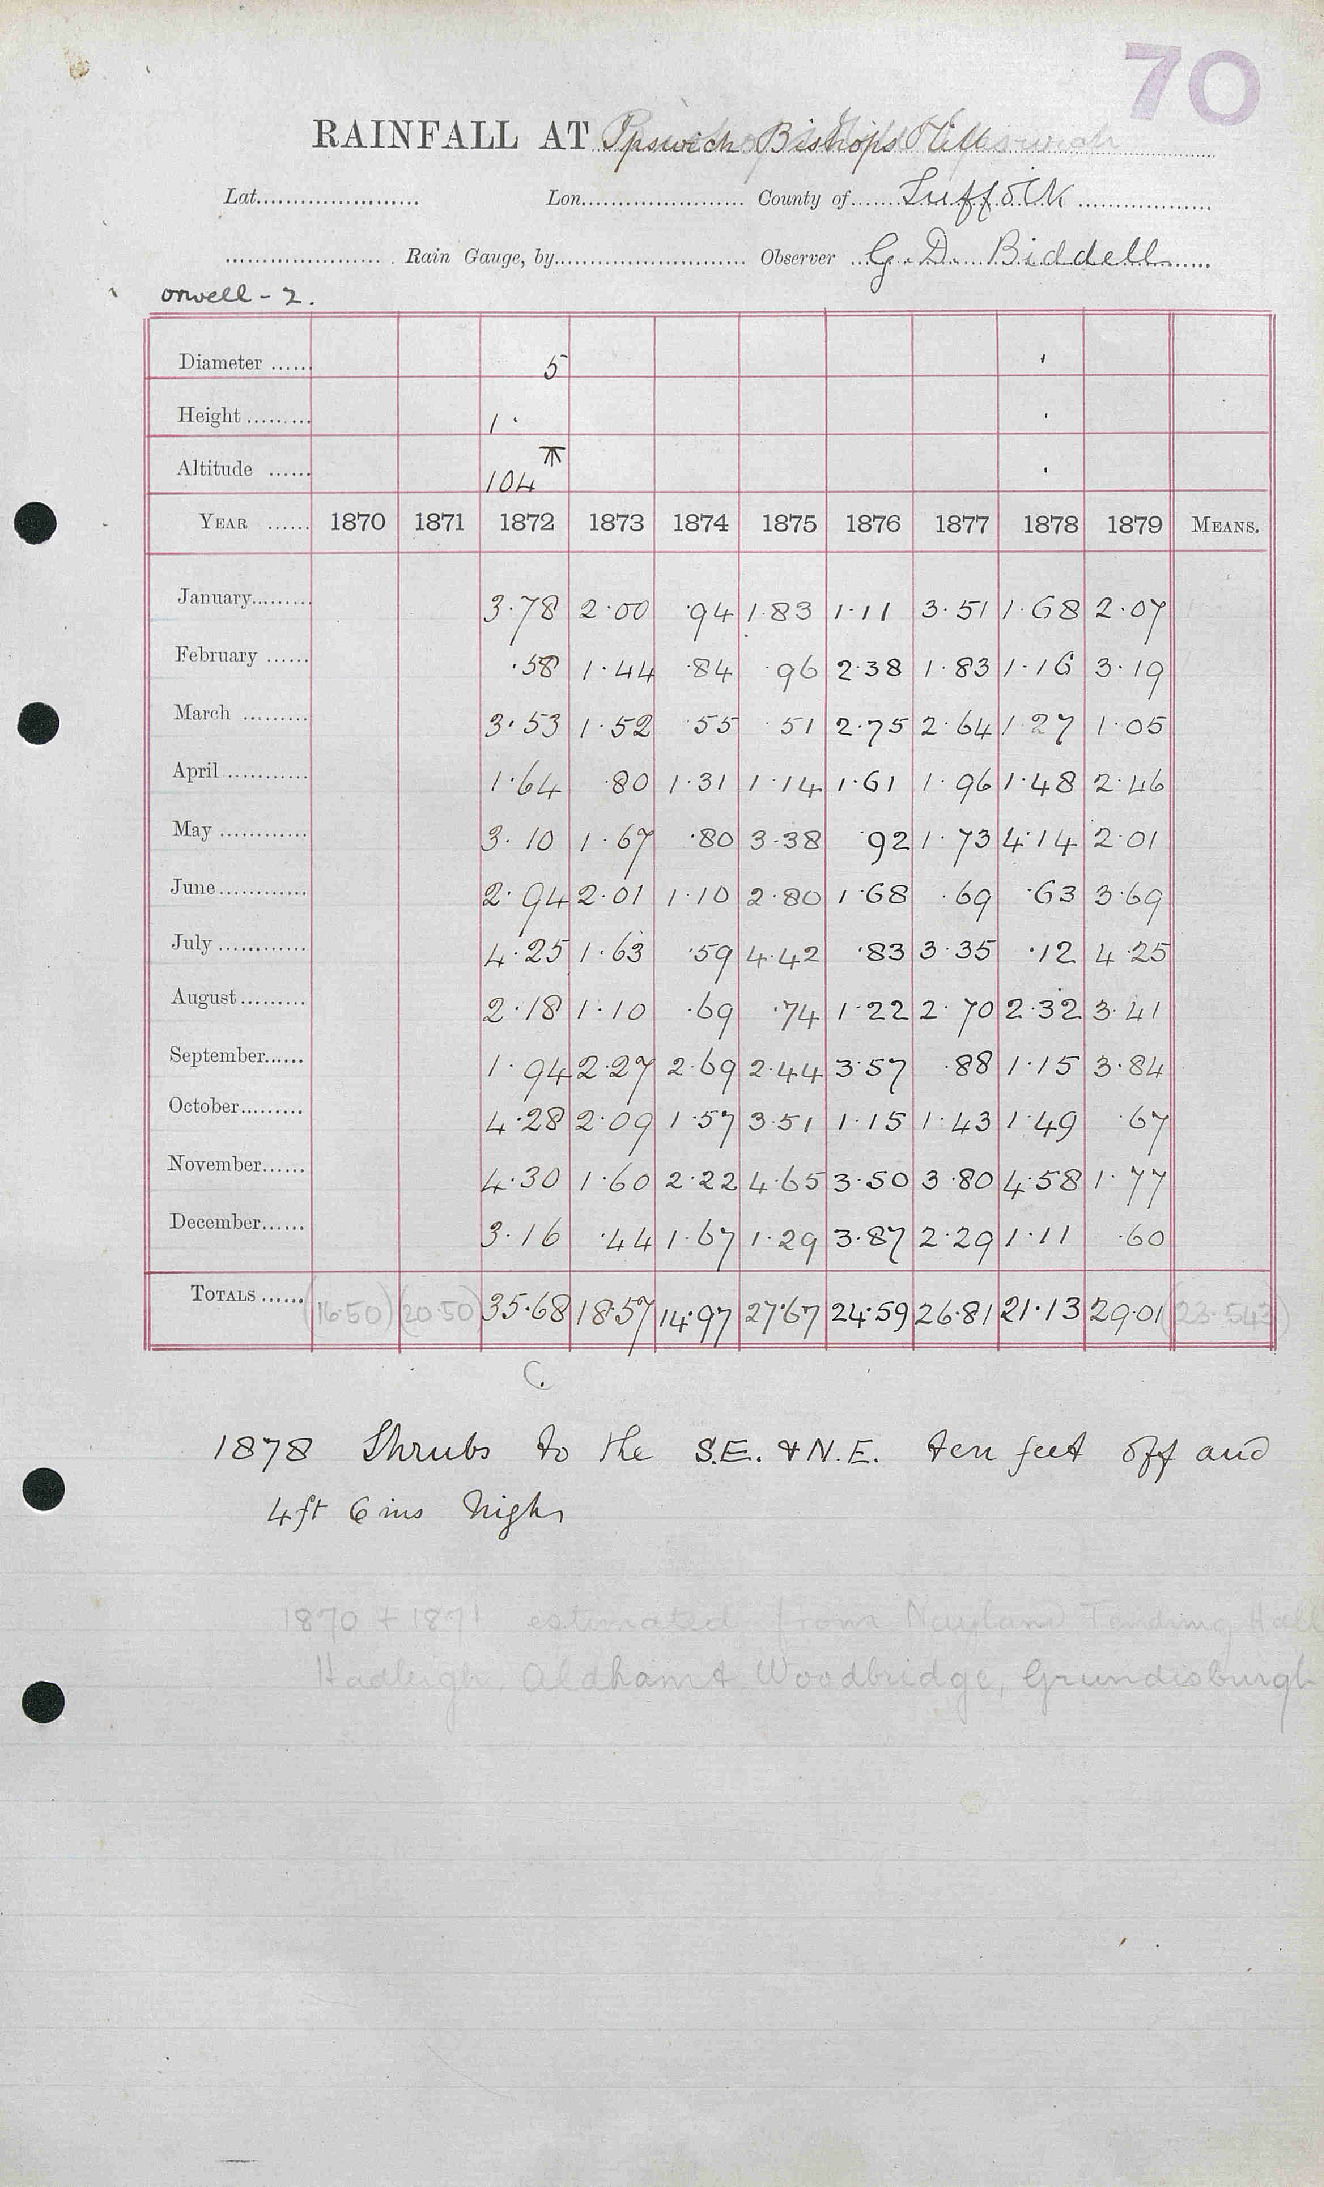 70
RAINFALL AT Ipswich Bishops Hill
Lat. Lon. County of Suffolk
Rain Gauge, by Observer G. D. Biddell
Orwell - 2.
Diameter 5
Height 1 ·
Altitude 104
YEAR 1870 1871 1872 1873 1874 1875 1876 1877 1878 1879 MEANS.
January 3.78 2.00 .94 1.83 1.11 3.51 1.68 2.07
February .58 1.44 .84 .96 2.38 1.83 1.16 3.19
March 3.53 1.52 .55 .51 2.75 2.64 1.27 1.05
April 1.64 .80 1.31 1.14 1.61 1.96 1.48 2.46
May 3.10 1.67 .80 3.38 .92 1.73 4.14 2.01
June 2.94 2.01 1.10 2.80 1.68 .69 .63 3.69
July 4.25 1.63 .59 4.42 .83 3.35 .12 4.25
August 2.18 1.10 .69 .74 1.22 2.70 2.32 3.41
September 1.94 2.27 2.69 2.44 3.57 .88 1.15 3.84
October 4.28 2.09 1.57 3.51 1.15 1.43 1.49 .67
November 4.30 1.60 2.22 4.65 3.50 3.80 4.58 1.77
December 3.16 .44 1.67 1.29 3.87 2.29 1.11 .60
TOTALS (16.50) (20.50) 35.68 18.57 14.97 27.67 24.59 26.81 21.13 29.01 (23.543)
C.
1878 Shrubs to the S.E. & N.E. ten feet off and
4 ft 6 ins high
1870 + 1871 estimated from Nayland Tending Hall
Hadleigh Aldham & Woodbridge, Grundisburgh